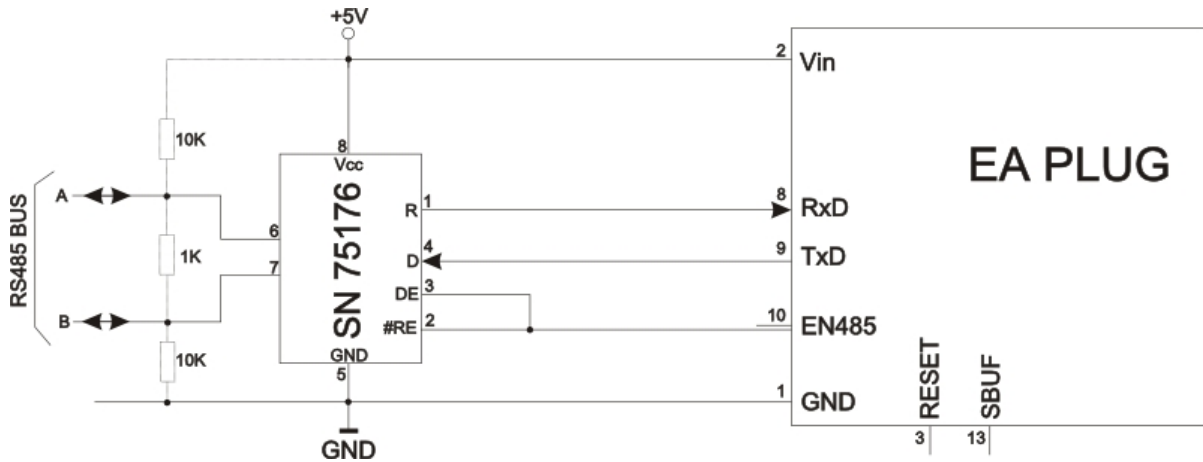 +5V
2
Vin
10K
8
Vcc
EA PLUG
RS485 BUS
A
SN 75176
R
1
8
RxD
6
1K
7
D
4
9
TxD
DE
3
B
#RE
2
10
EN485
10K
GND
5
1
GND
RESET
SBUF
3
13
GND